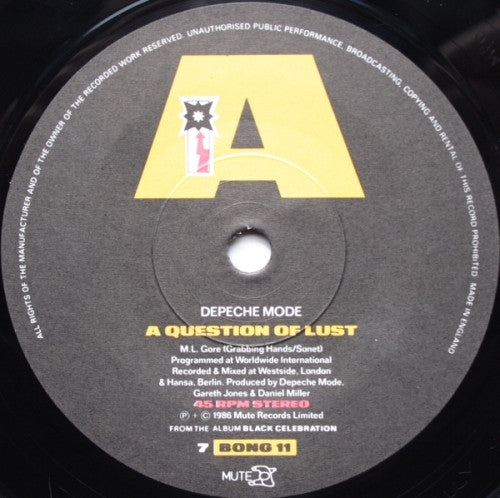 ALL RIGHTS OF THE MANUFACTURER AND OF THE OWNER OF THE RECORDED WORK RESERVED. UNAUTHORISED PUBLIC PERFORMANCE, BROADCASTING, COPYING AND RENTAL OF THIS RECORD PROHIBITED. MADE IN ENGLAND
A
DEPECHE MODE
A QUESTION OF LUST
M.L. Gore (Grabbing Hands/Sonet)
Programmed at Worldwide International
Recorded & Mixed at Westside, London
& Hansa, Berlin. Produced by Depeche Mode,
Gareth Jones & Daniel Miller
45 RPM STEREO
℗ + © 1986 Mute Records Limited
FROM THE ALBUM BLACK CELEBRATION
7 BONG 11
MUTE